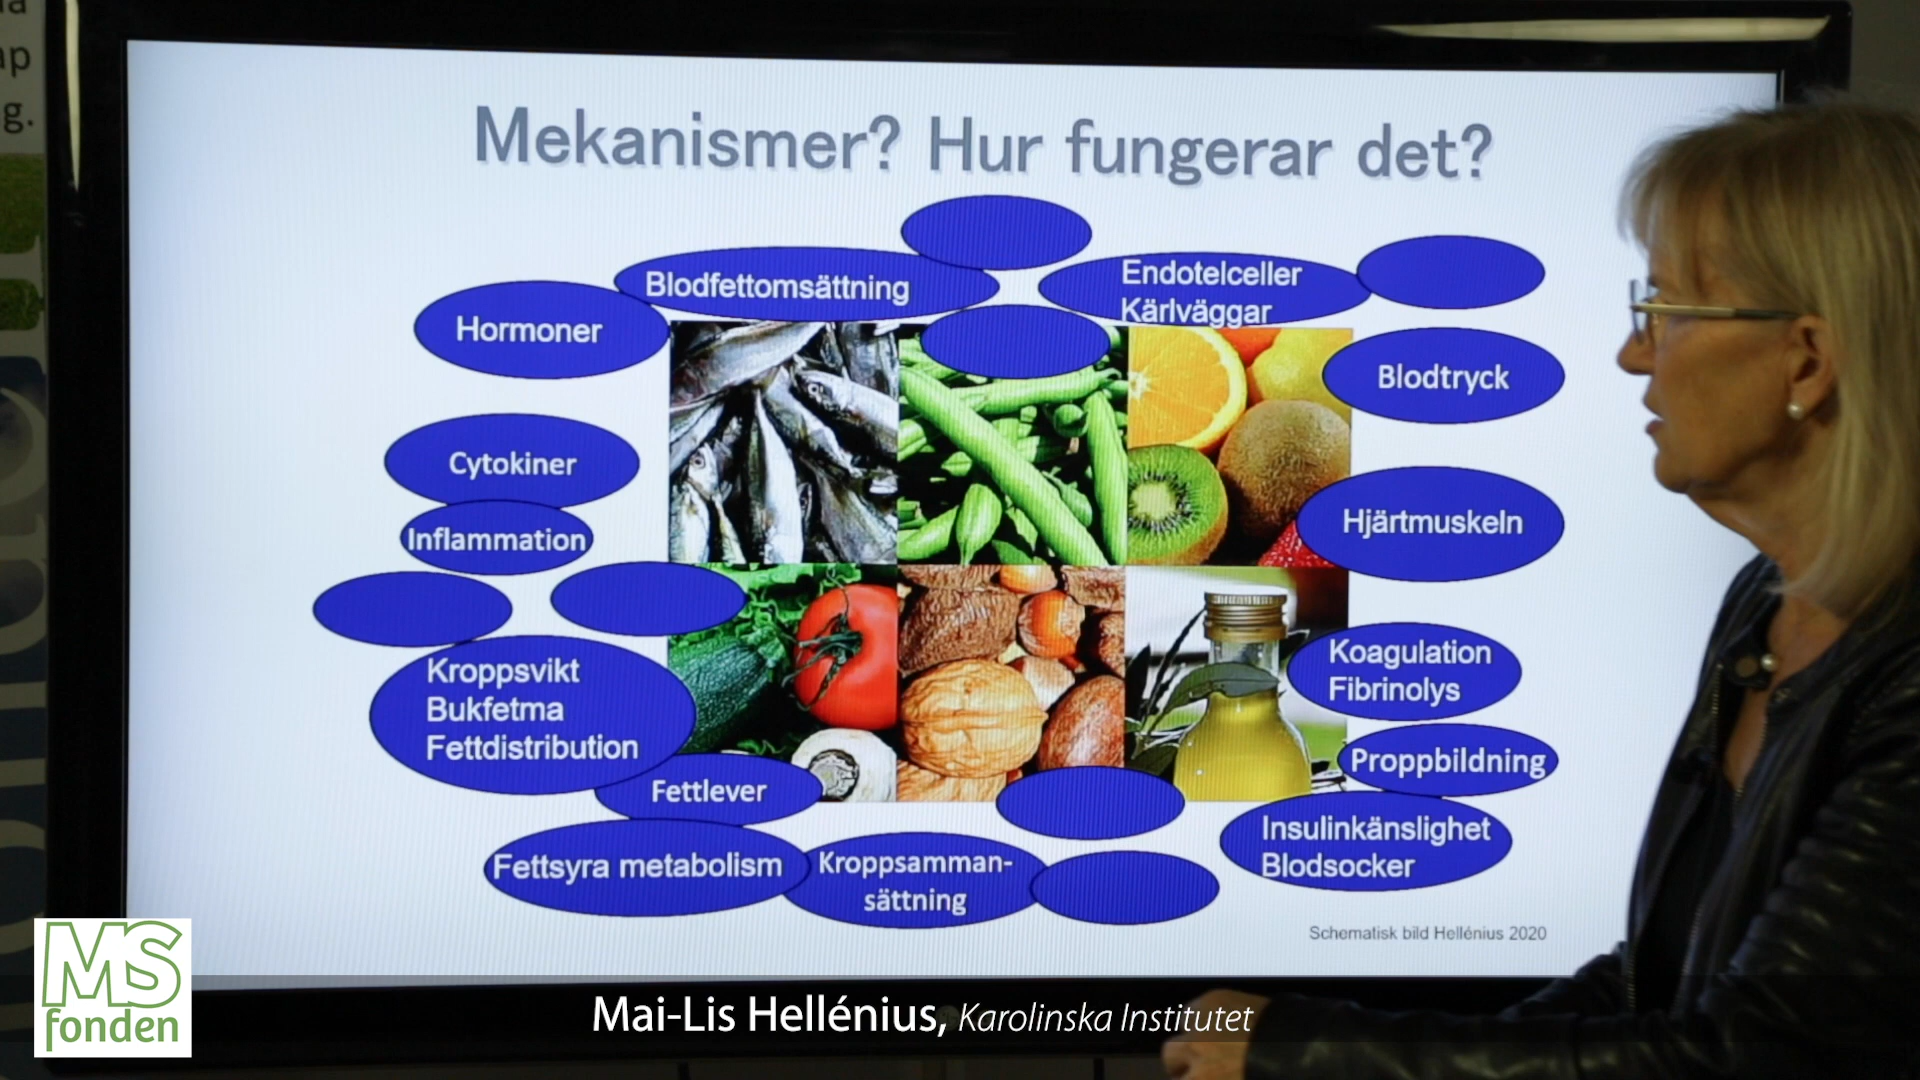 ap
g.
Mekanismer? Hur fungerar det?
Blodfettomsättning
Endotelceller
Kärlväggar
Hormoner
Blodtryck
Cytokiner
Inflammation
Hjärtmuskeln
Kroppsvikt
Bukfetma
Fettdistribution
Koagulation
Fibrinolys
Proppbildning
Fettlever
Insulinkänslighet
Blodsocker
Fettsyra metabolism
Kroppsamman-
sättning
Schematisk bild Hellénius 2020
MS
fonden
Mai-Lis Hellénius, Karolinska Institutet